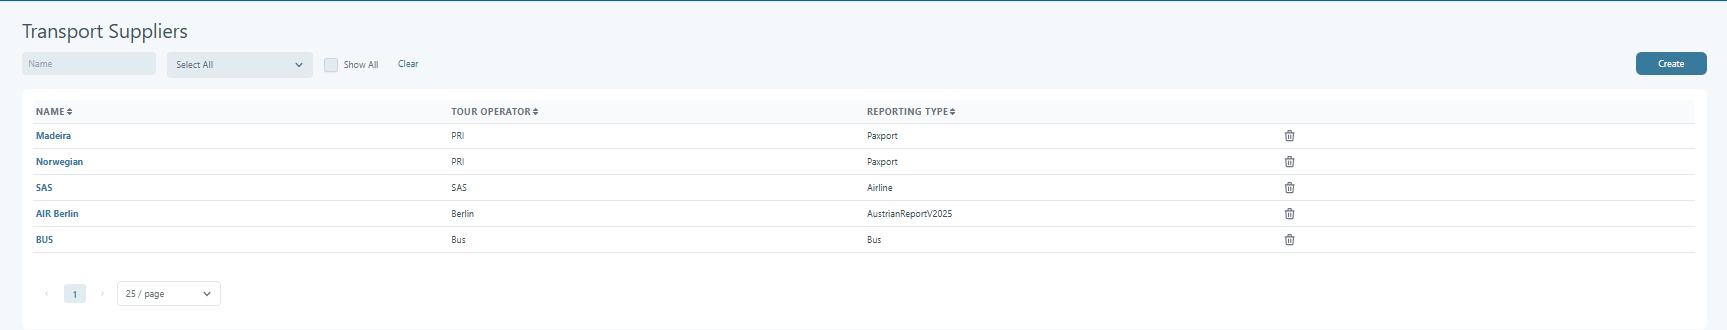 Transport Suppliers
Name Select All Show All Clear Create
NAME TOUR OPERATOR REPORTING TYPE
Madeira PRI Paxport
Norwegian PRI Paxport
SAS SAS Airline
AIR Berlin Berlin AustrianReportV2025
BUS Bus Bus
1 25 / page